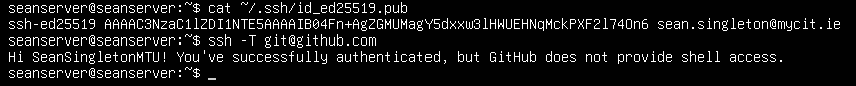 seanserver@seanserver:~$ cat ~/.ssh/id_ed25519.pub
ssh-ed25519 AAAAC3NzaC1lZDI1NTE5AAAAIB04Fn+AgZGMUMagY5dxxw3lHWUEHNqMckPXF2l74On6 sean.singleton@mycit.ie
seanserver@seanserver:~$ ssh -T git@github.com
Hi SeanSingletonMTU! You've successfully authenticated, but GitHub does not provide shell access.
seanserver@seanserver:~$ _